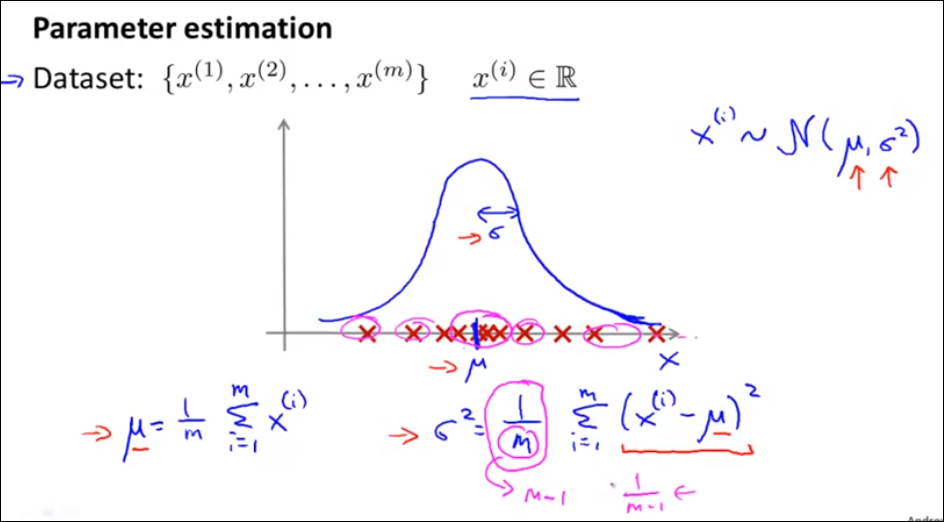 Parameter estimation
→ Dataset: {x^(1), x^(2), . . . , x^(m)} x^(i) ∈ ℝ
x^(i) ~ N(μ, σ²)
→ σ
→ μ x
→ μ = 1/m Σ_{i=1}^{m} x^(i) → σ² = 1/m Σ_{i=1}^{m} (x^(i) - μ)²
→ m-1 1/(m-1) ←